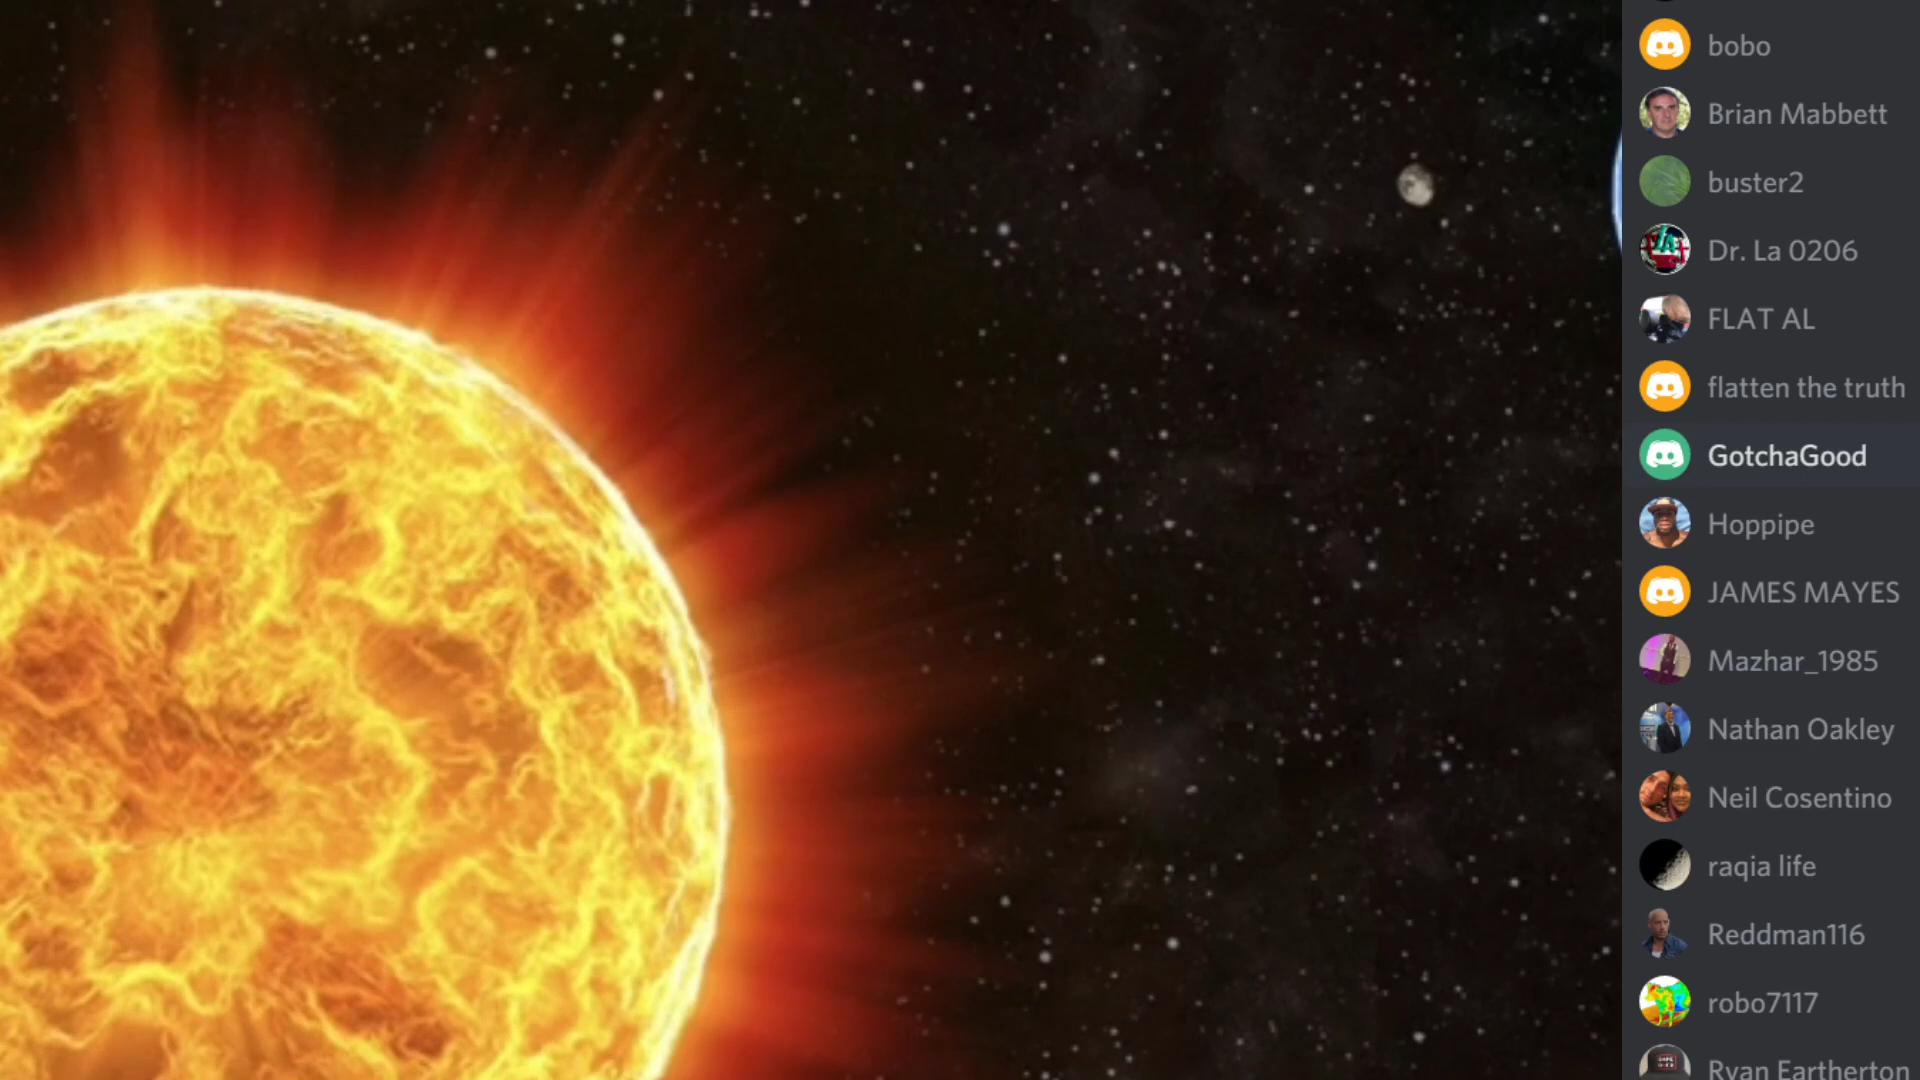 bobo
Brian Mabbett
buster2
Dr. La 0206
FLAT AL
flatten the truth
GotchaGood
Hoppipe
JAMES MAYES
Mazhar_1985
Nathan Oakley
Neil Cosentino
raqia life
Reddman116
robo7117
Ryan Eartherton